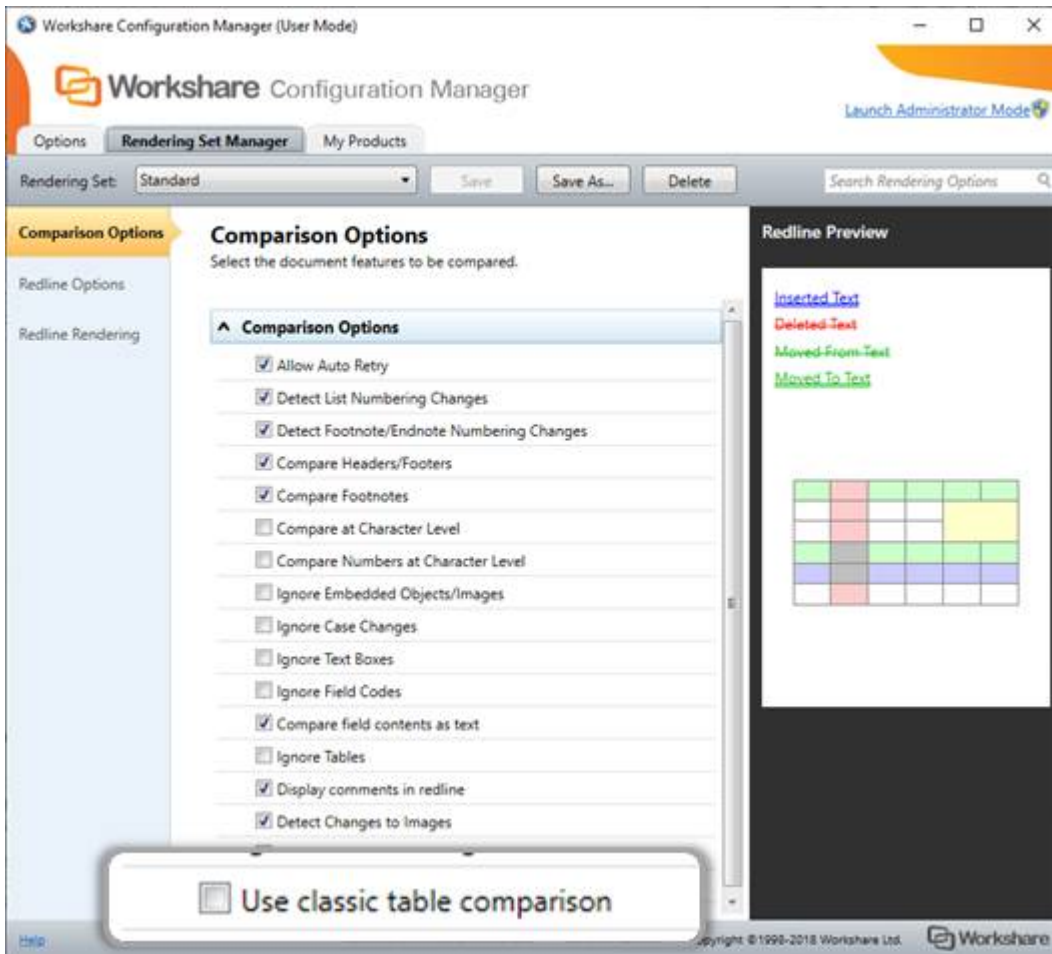 Workshare Configuration Manager (User Mode)
Workshare Configuration Manager
Launch Administrator Mode
Options Rendering Set Manager My Products
Rendering Set: Standard Save Save As... Delete Search Rendering Options
Comparison Options
Redline Options
Redline Rendering
Comparison Options
Select the document features to be compared.
Comparison Options
Allow Auto Retry
Detect List Numbering Changes
Detect Footnote/Endnote Numbering Changes
Compare Headers/Footers
Compare Footnotes
Compare at Character Level
Compare Numbers at Character Level
Ignore Embedded Objects/Images
Ignore Case Changes
Ignore Text Boxes
Ignore Field Codes
Compare field contents as text
Ignore Tables
Display comments in redline
Detect Changes to Images
Use classic table comparison
Redline Preview
Inserted Text
Deleted Text
Moved From Text
Moved To Text
Help
opyright ©1998-2018 Workshare Ltd. Workshare